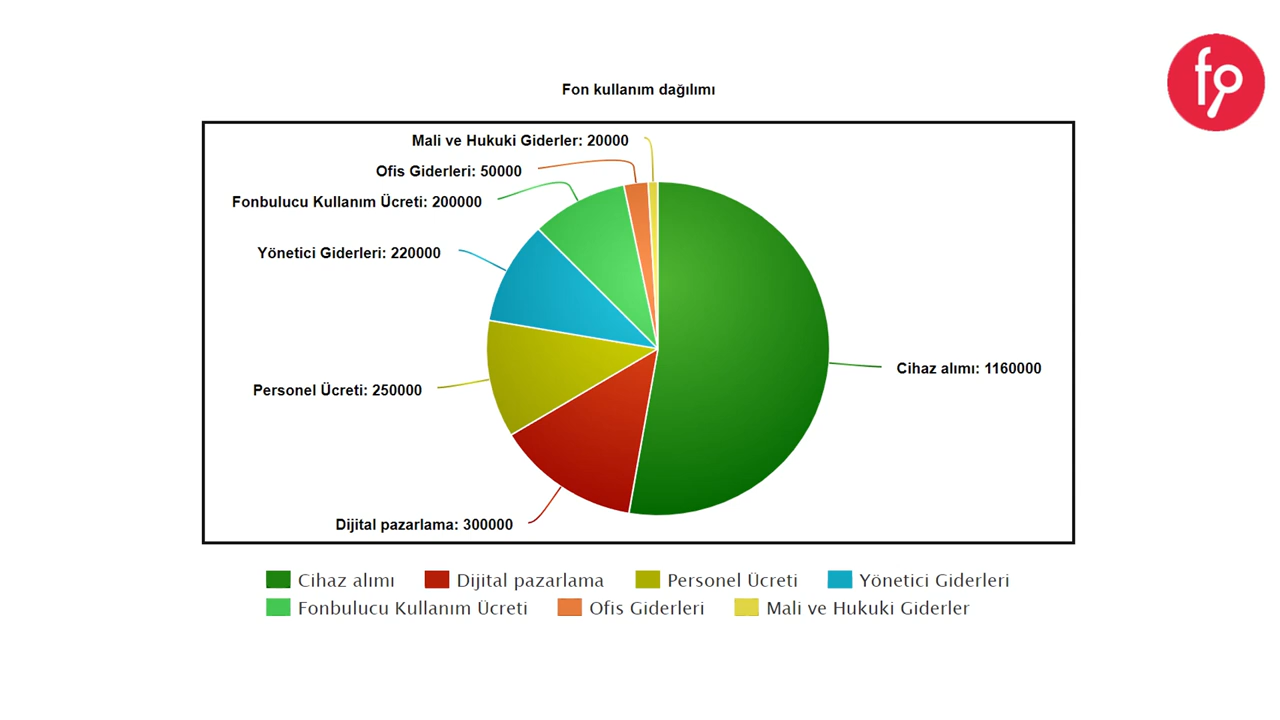 fo
Fon kullanım dağılımı
Mali ve Hukuki Giderler: 20000
Ofis Giderleri: 50000
Fonbulucu Kullanım Ücreti: 200000
Yönetici Giderleri: 220000
Cihaz alımı: 1160000
Personel Ücreti: 250000
Dijital pazarlama: 300000
Cihaz alımı Dijital pazarlama Personel Ücreti Yönetici Giderleri
Fonbulucu Kullanım Ücreti Ofis Giderleri Mali ve Hukuki Giderler